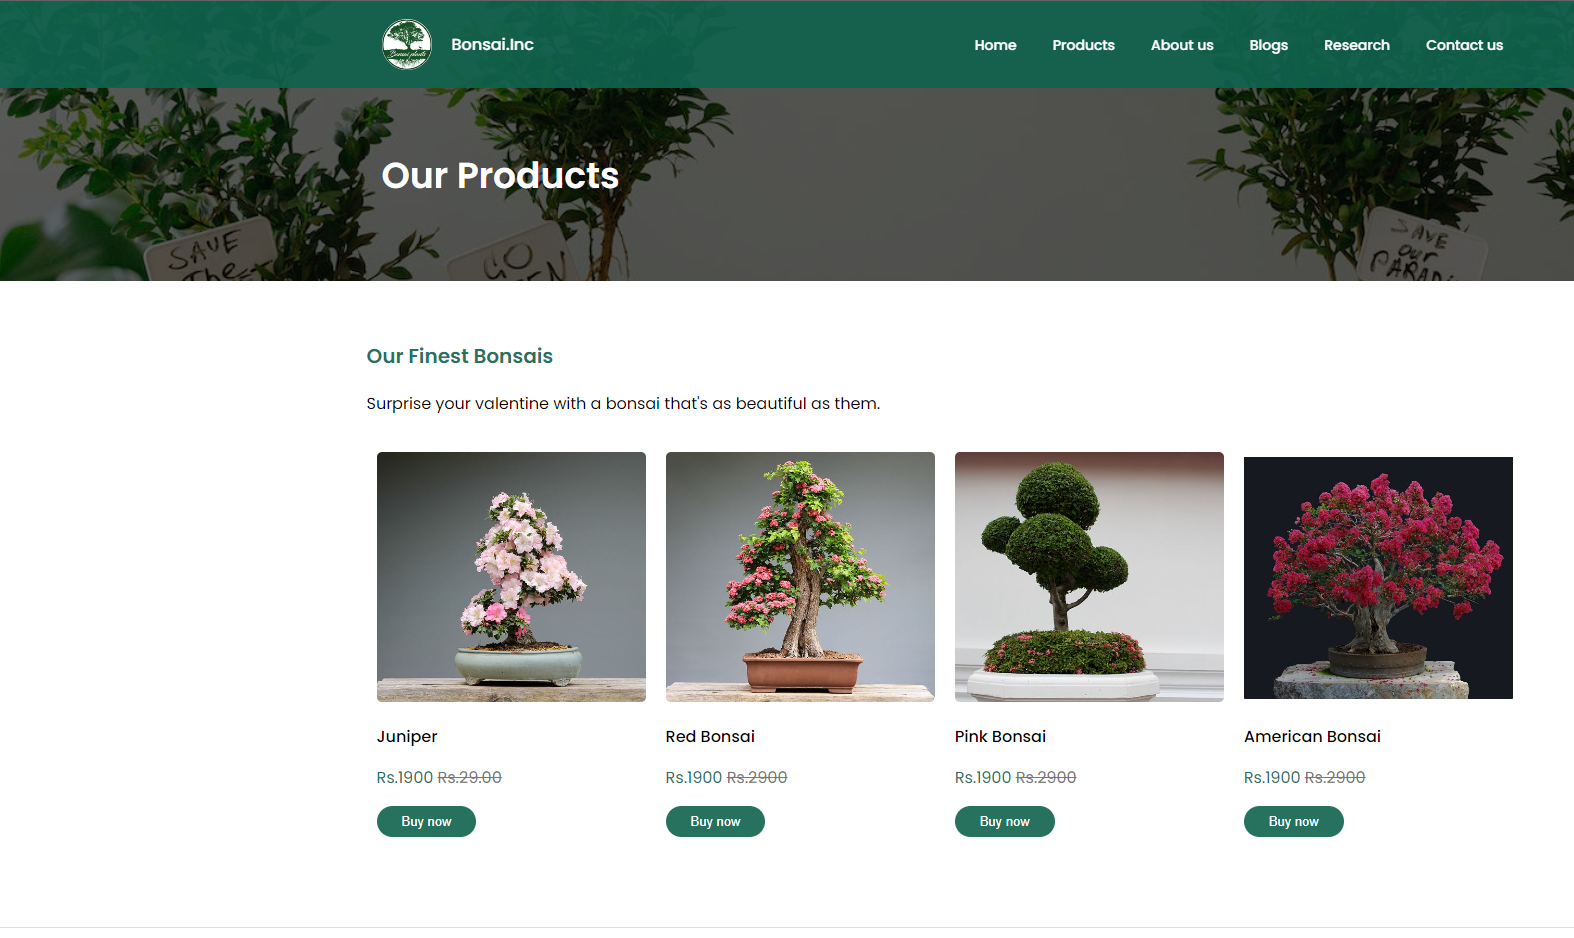 Bonsai.Inc
Home Products About us Blogs Research Contact us
Our Products
SAVE
The
GO
SAVE
OUR
Our Finest Bonsais
Surprise your valentine with a bonsai that's as beautiful as them.
Juniper Red Bonsai Pink Bonsai American Bonsai
Rs.1900 Rs.29.00 Rs.1900 Rs.2900 Rs.1900 Rs.2900 Rs.1900 Rs.2900
Buy now Buy now Buy now Buy now